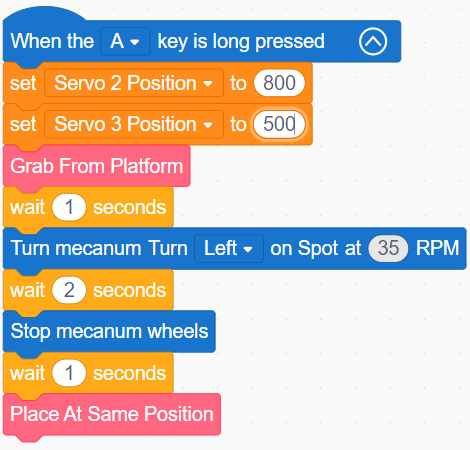 When the A key is long pressed
set Servo 2 Position to 800
set Servo 3 Position to 500
Grab From Platform
wait 1 seconds
Turn mecanum Turn Left on Spot at 35 RPM
wait 2 seconds
Stop mecanum wheels
wait 1 seconds
Place At Same Position